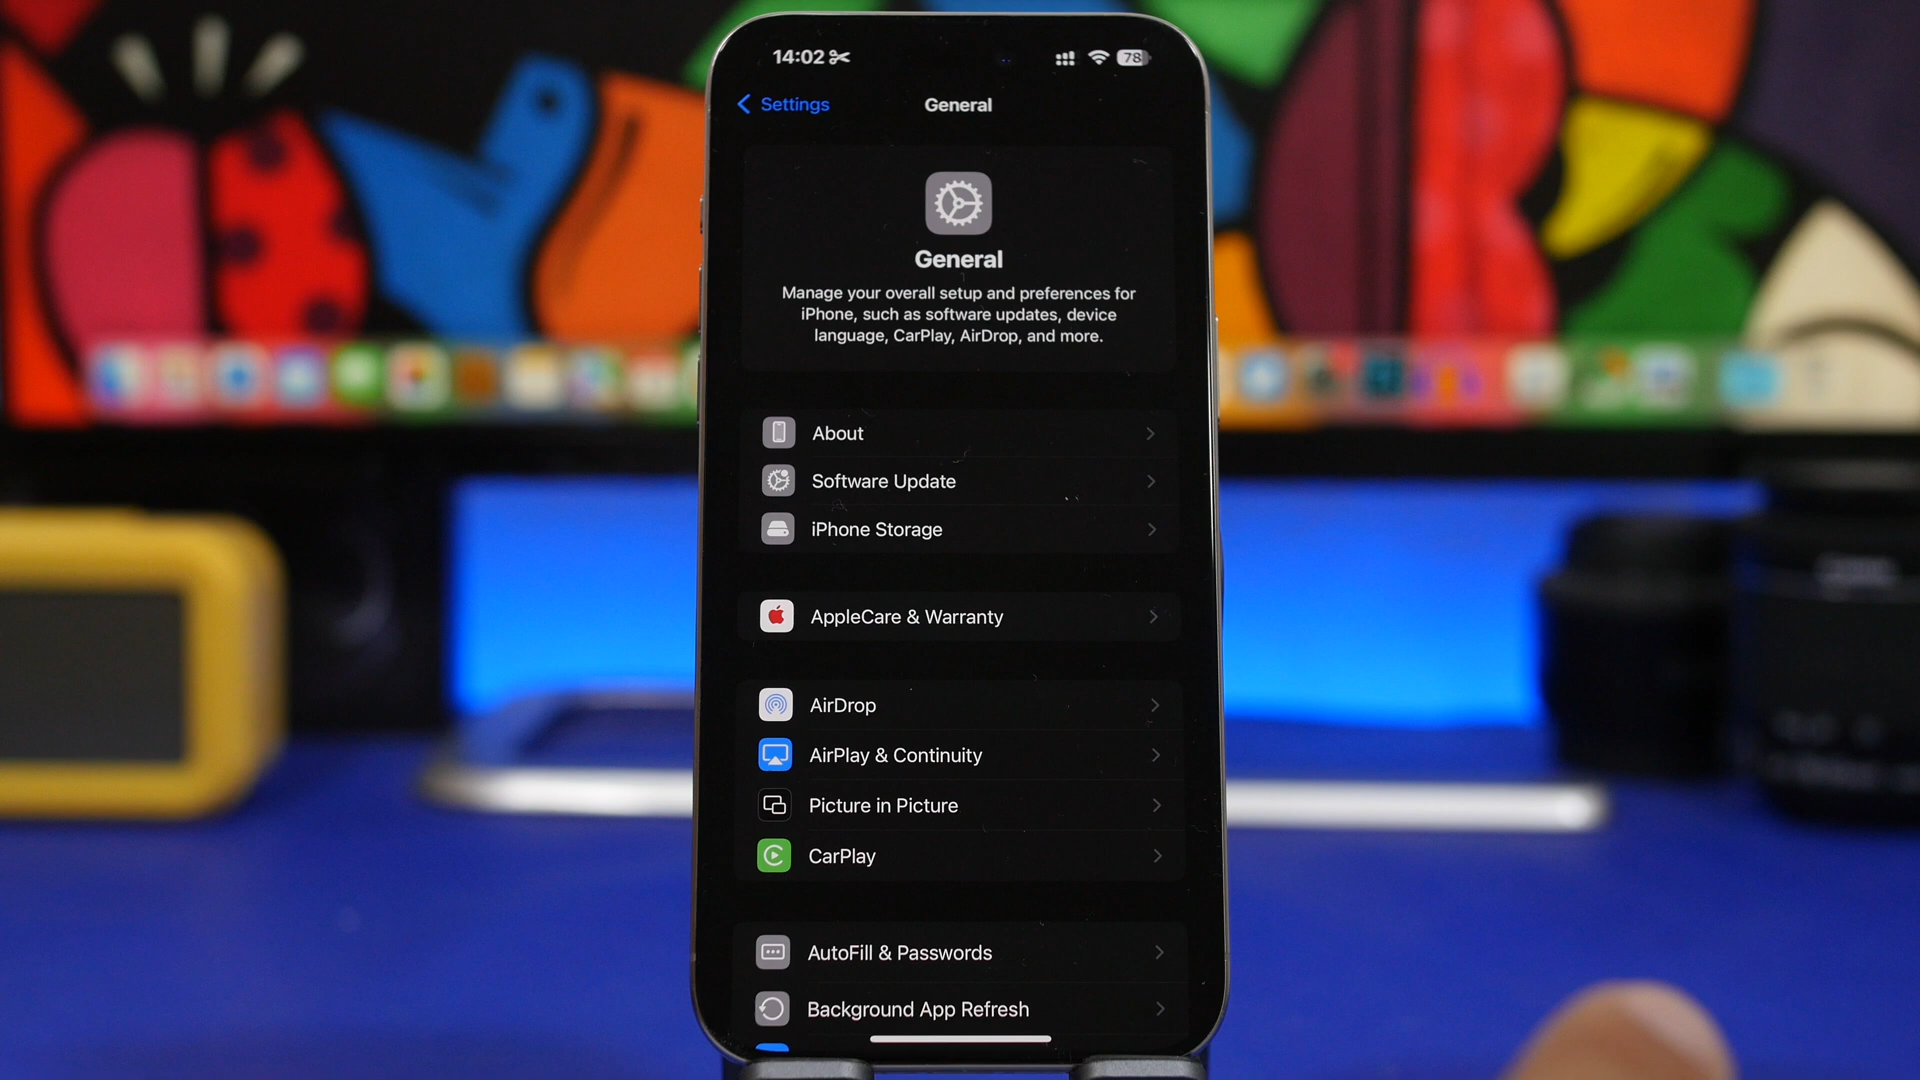 14:02
78
Settings
General
General
Manage your overall setup and preferences for
iPhone, such as software updates, device
language, CarPlay, AirDrop, and more.
About
Software Update
iPhone Storage
AppleCare & Warranty
AirDrop
AirPlay & Continuity
Picture in Picture
CarPlay
AutoFill & Passwords
Background App Refresh